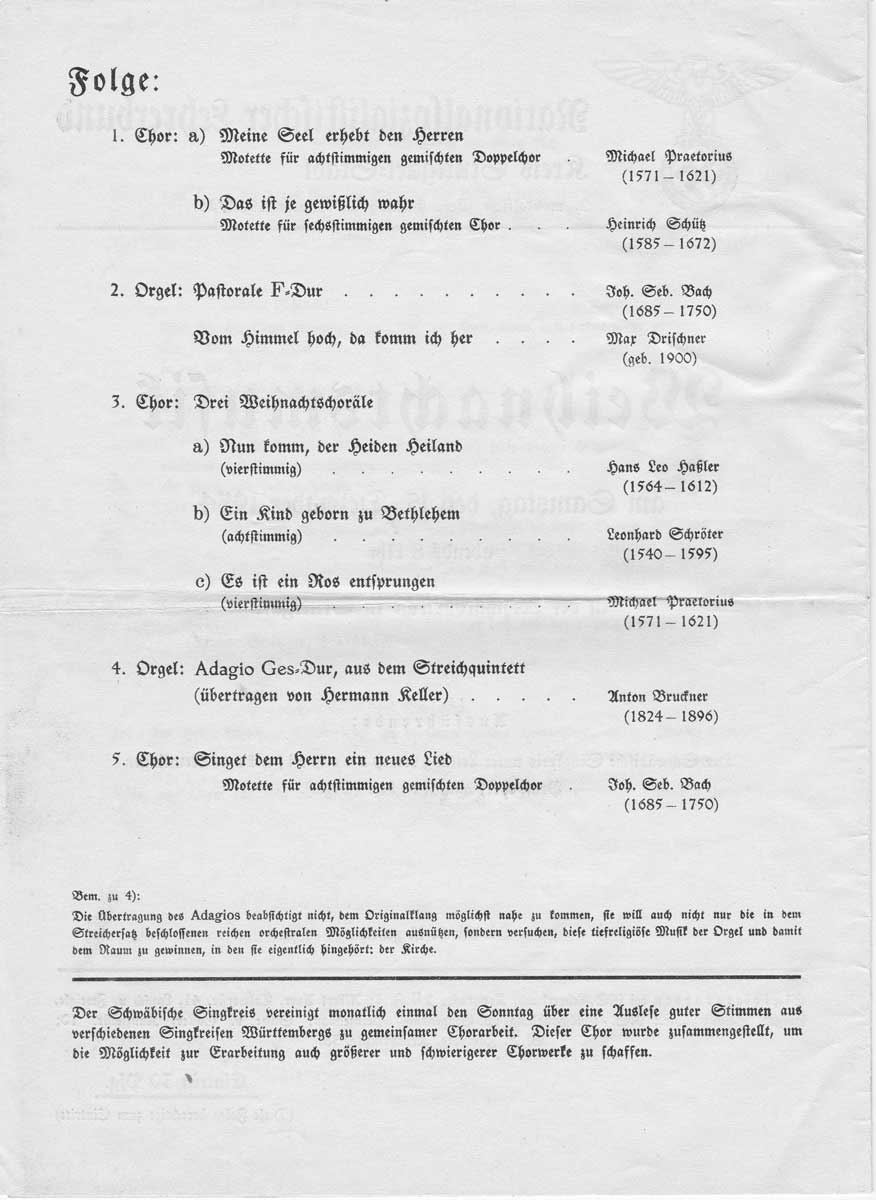 Folge:
1. Chor: a) Meine Seel erhebt den Herren
Motette für achtstimmigen gemischten Doppelchor . Michael Praetorius
(1571 – 1621)
b) Das ist je gewißlich wahr
Motette für sechsstimmigen gemischten Chor . . . Heinrich Schütz
(1585 – 1672)
2. Orgel: Pastorale F-Dur . . . . . . . . . . Joh. Seb. Bach
(1685 – 1750)
Vom Himmel hoch, da komm ich her . . . . Max Drischner
(geb. 1900)
3. Chor: Drei Weihnachtschoräle
a) Nun komm, der Heiden Heiland
(vierstimmig) . . . . . . . . . Hans Leo Haßler
(1564 – 1612)
b) Ein Kind geborn zu Bethlehem
(achtstimmig) . . . . . . . . . Leonhard Schröter
(1540 – 1595)
c) Es ist ein Ros entsprungen
(vierstimmig) . . . . . . . . . Michael Praetorius
(1571 – 1621)
4. Orgel: Adagio Ges-Dur, aus dem Streichquintett
(übertragen von Hermann Keller) . . . . . Anton Bruckner
(1824 – 1896)
5. Chor: Singet dem Herrn ein neues Lied
Motette für achtstimmigen gemischten Doppelchor . Joh. Seb. Bach
(1685 – 1750)
Bem. zu 4):
Die Übertragung des Adagios beabsichtigt nicht, dem Originalklang möglichst nahe zu kommen, sie will auch nicht nur die in dem
Streichersatz beschlossenen reichen orchestralen Möglichkeiten ausnützen, sondern versuchen, diese tiefreligiöse Musik der Orgel und damit
dem Raum zu gewinnen, in den sie eigentlich hingehört: der Kirche.
Der Schwäbische Singkreis vereinigt monatlich einmal den Sonntag über eine Auslese guter Stimmen aus
verschiedenen Singkreisen Württembergs zu gemeinsamer Chorarbeit. Dieser Chor wurde zusammengestellt, um
die Möglichkeit zur Erarbeitung auch größerer und schwierigerer Chorwerke zu schaffen.